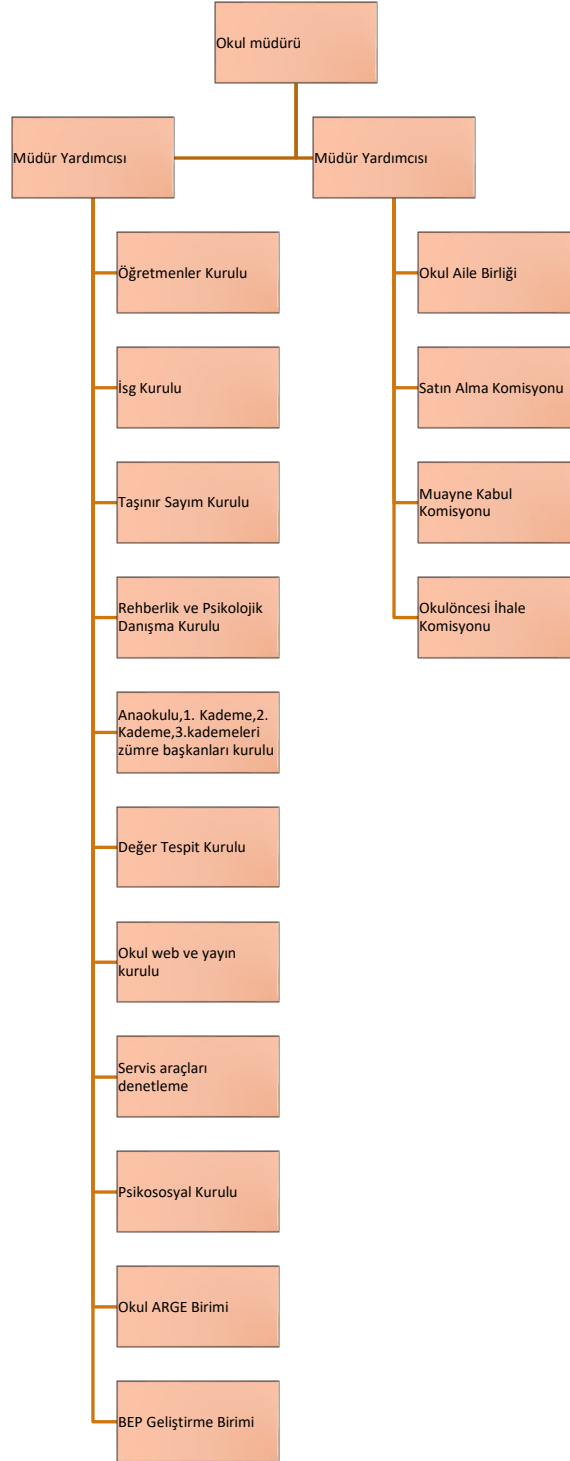 Okul müdürü
Müdür Yardımcısı
Müdür Yardımcısı
Öğretmenler Kurulu
İsg Kurulu
Taşınır Sayım Kurulu
Rehberlik ve Psikolojik
Danışma Kurulu
Anaokulu,1. Kademe,2.
Kademe,3.kademeleri
zümre başkanları kurulu
Değer Tespit Kurulu
Okul web ve yayın
kurulu
Servis araçları
denetleme
Psikososyal Kurulu
Okul ARGE Birimi
BEP Geliştirme Birimi
Okul Aile Birliği
Satın Alma Komisyonu
Muayne Kabul
Komisyonu
Okulöncesi İhale
Komisyonu